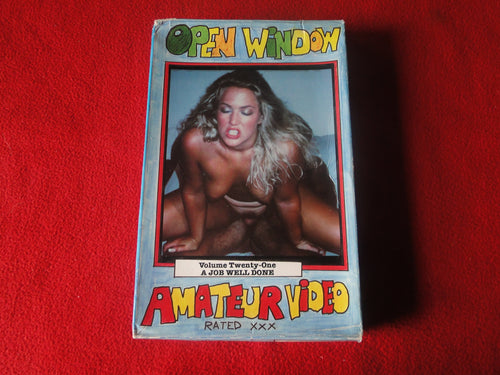 OPEN WINDOW
Volume Twenty-One
A JOB WELL DONE
AMATEUR VIDEO
RATED XXX